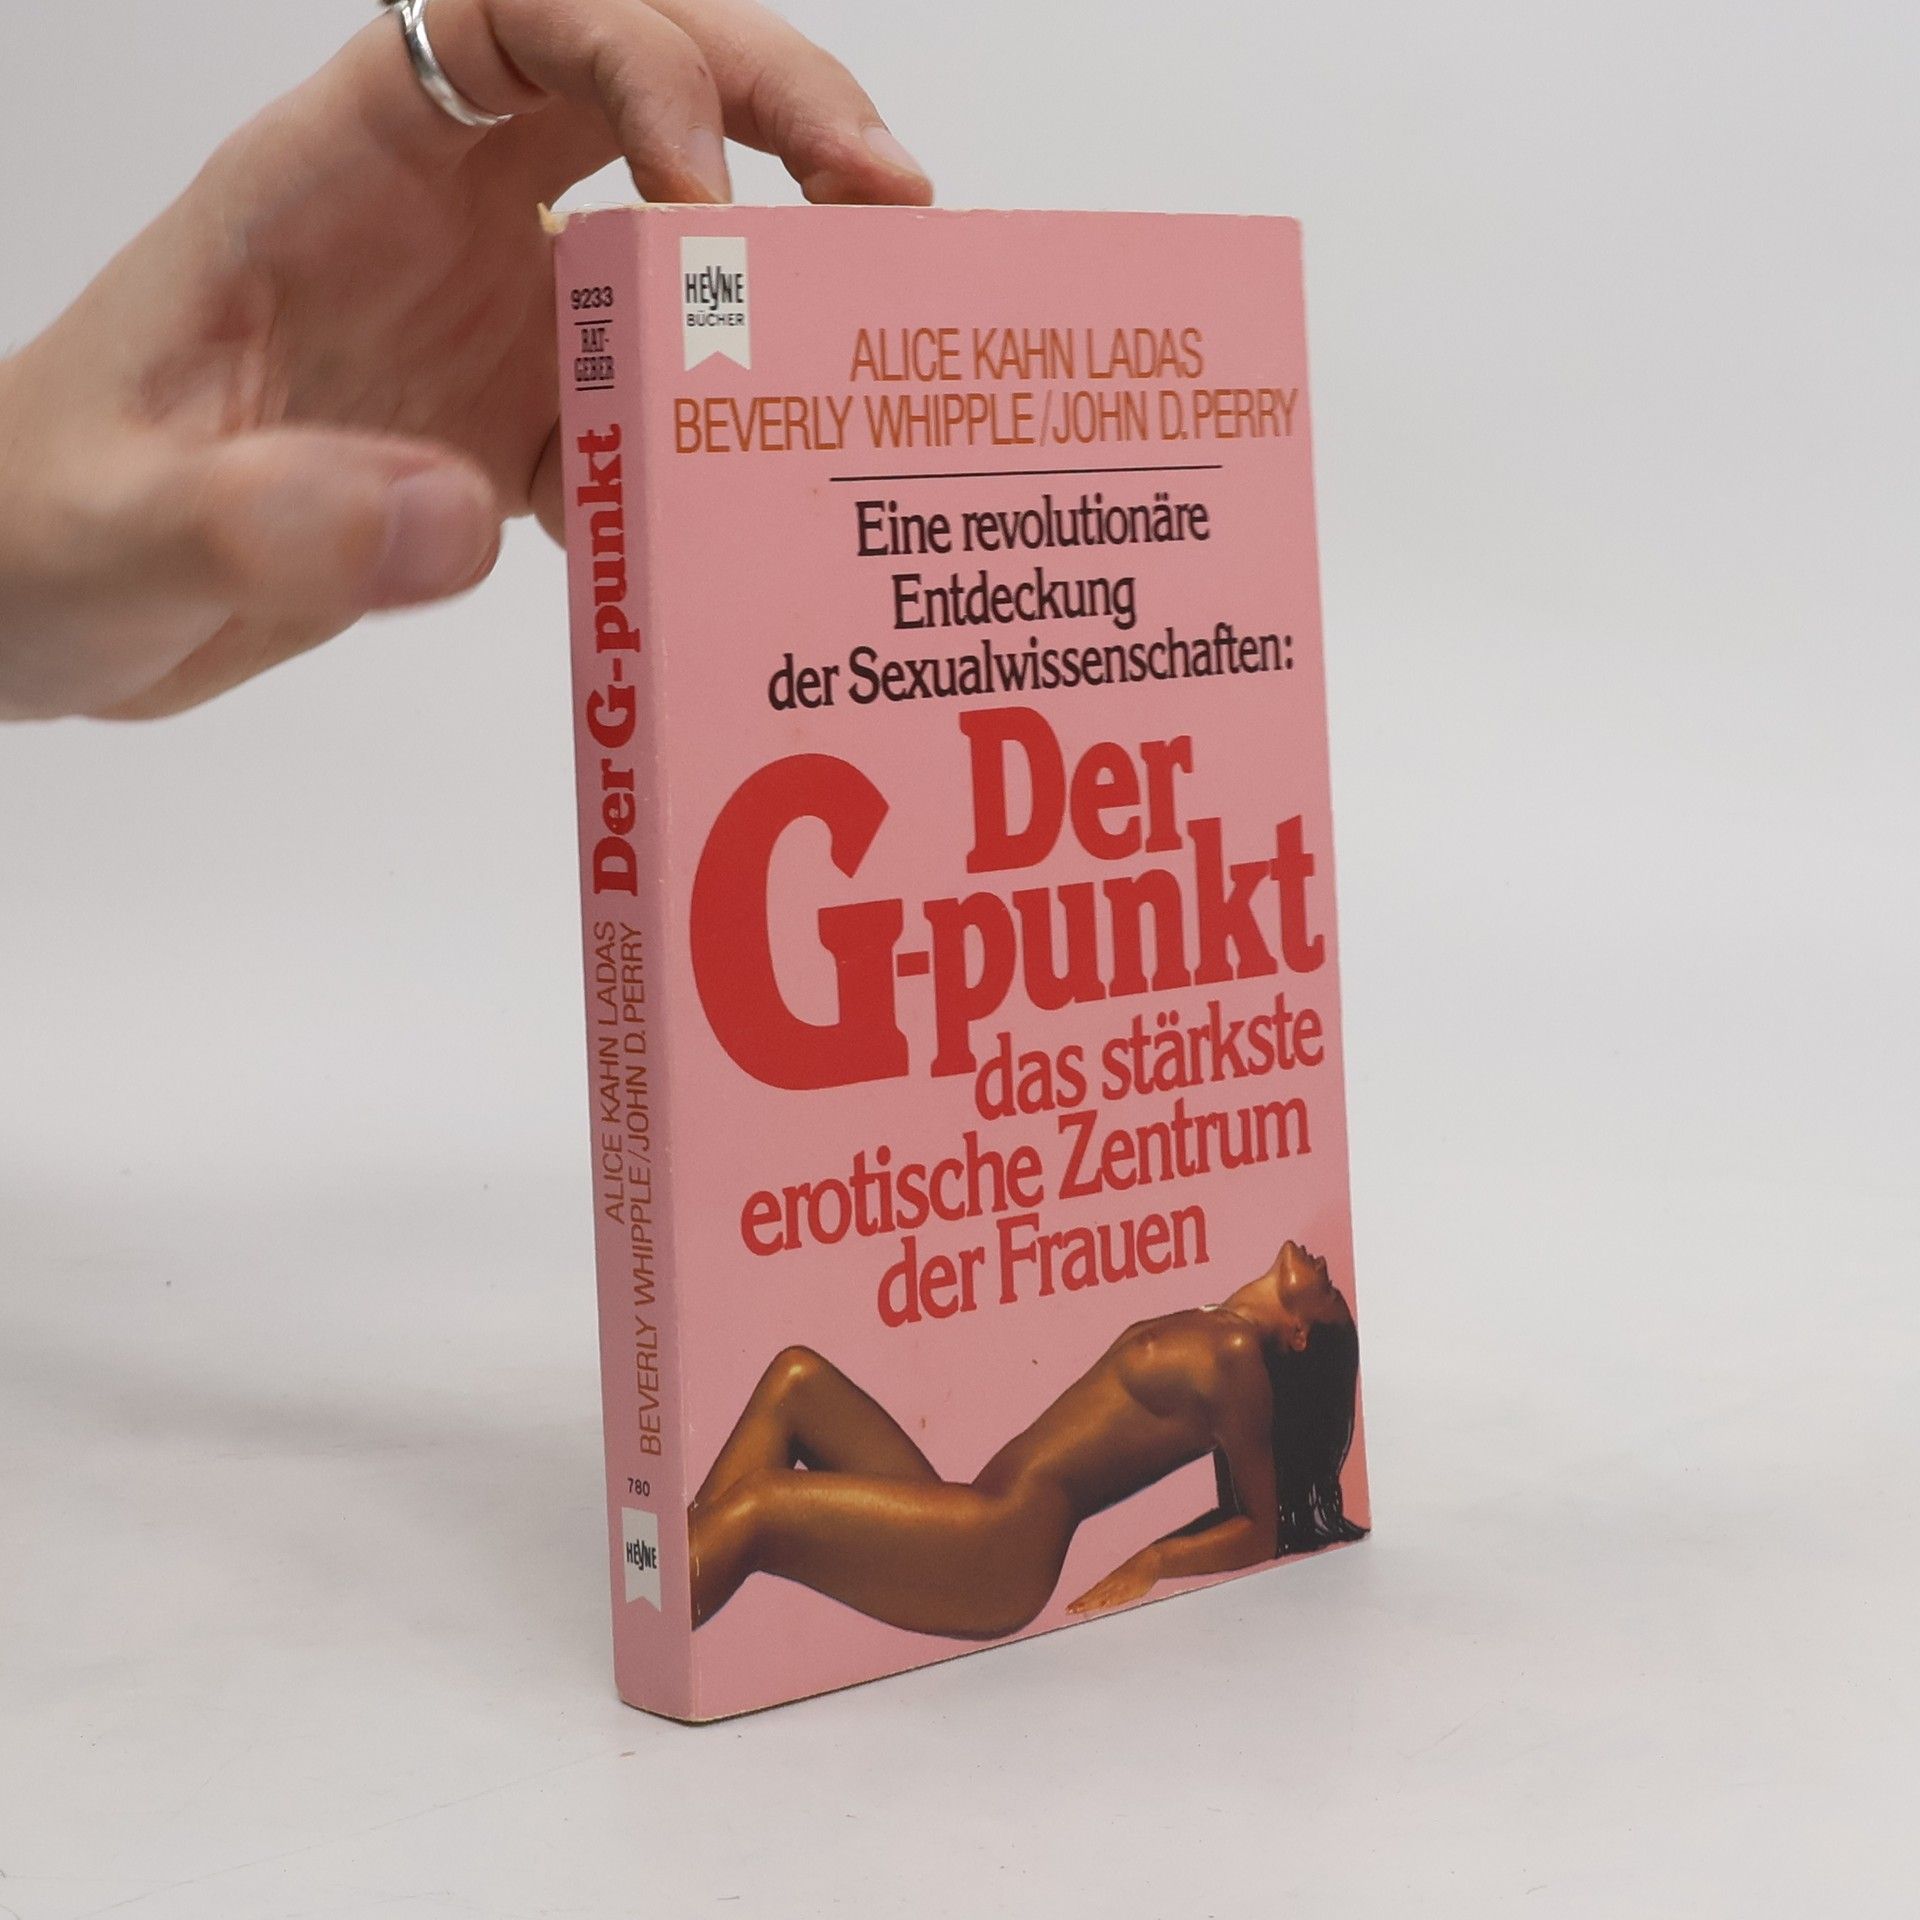 HEYNE
BÜCHER
ALICE KAHN LADAS
BEVERLY WHIPPLE/JOHN D. PERRY
Eine revolutionäre
Entdeckung
der Sexualwissenschaften:
Der
G-punkt
das stärkste
erotische Zentrum
der Frauen
9233
RAT-
GEBER
Der G-punkt
ALICE KAHN LADAS
BEVERLY WHIPPLE/JOHN D. PERRY
780
HEYNE